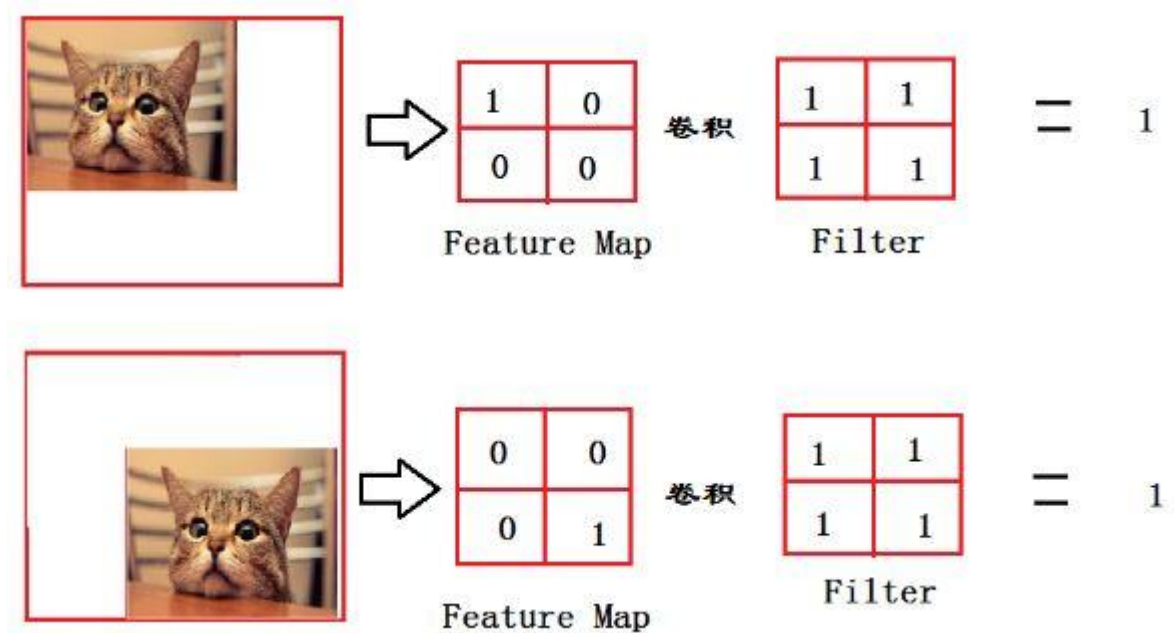 1 0 卷积 1 1 = 1
0 0 1 1
Feature Map Filter
0 0 卷积 1 1 = 1
0 1 1 1
Feature Map Filter